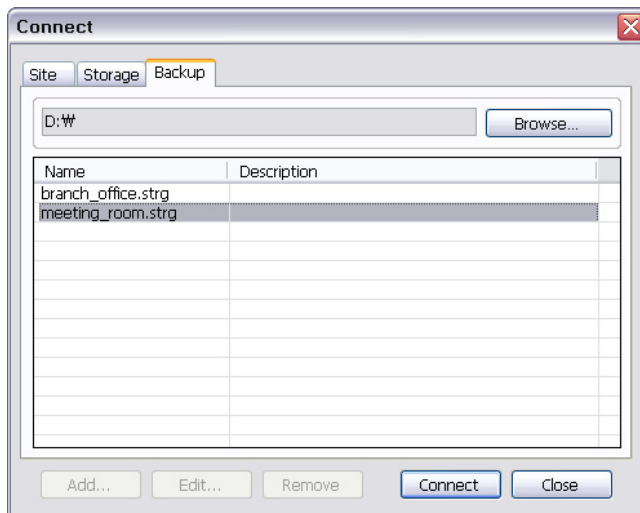 Connect
Site Storage Backup
D:₩ Browse...
Name Description
branch_office.strg
meeting_room.strg
Add... Edit... Remove Connect Close